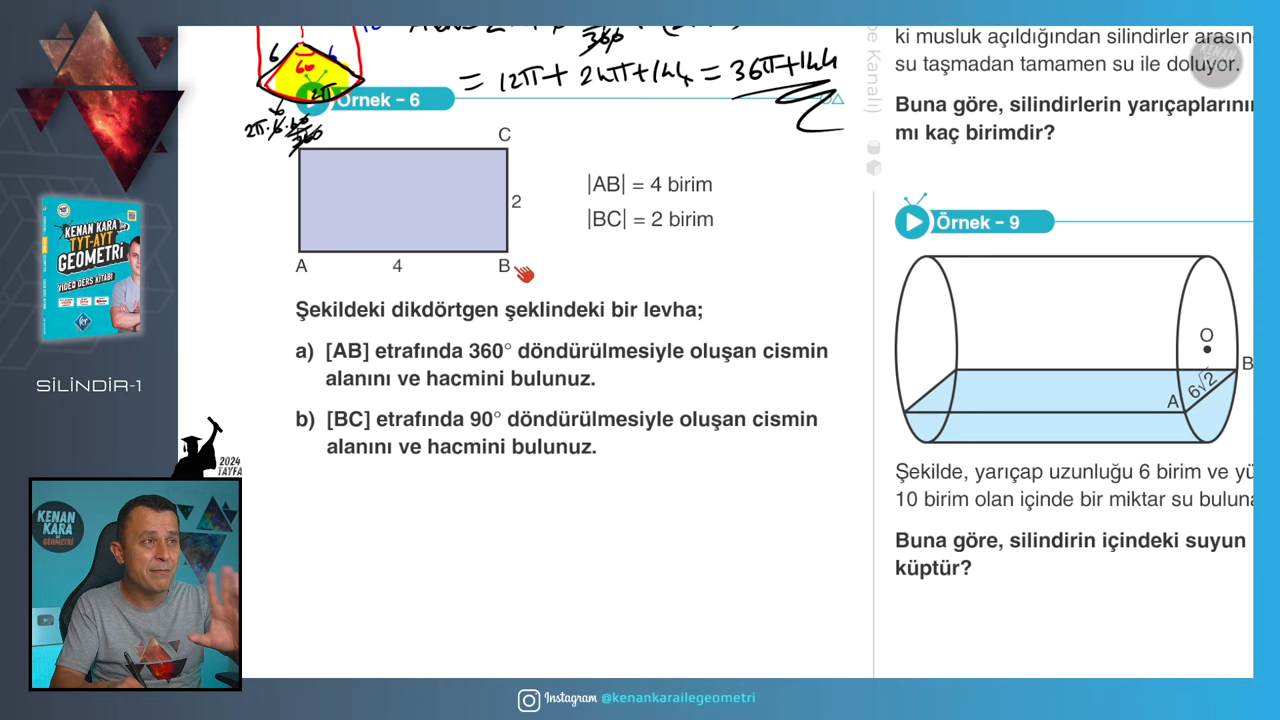 KENAN KARA
TYT-AYT
GEOMETRİ
VİDEO DERS KİTABI
SİLİNDİR-1
2024
TAYFA
KENAN
KARA
GEOMETRİ
6
60
2π
= 12π + 24π + 144 = 36π + 144
Örnek – 6
C
2
A
4
B
|AB| = 4 birim
|BC| = 2 birim
Şekildeki dikdörtgen şeklindeki bir levha;
a) [AB] etrafında 360° döndürülmesiyle oluşan cismin
alanını ve hacmini bulunuz.
b) [BC] etrafında 90° döndürülmesiyle oluşan cismin
alanını ve hacmini bulunuz.
ki musluk açıldığından silindirler arasın
su taşmadan tamamen su ile doluyor.
Buna göre, silindirlerin yarıçaplarının
mı kaç birimdir?
Örnek – 9
O
B
A
6√2
Şekilde, yarıçap uzunluğu 6 birim ve yü
10 birim olan içinde bir miktar su buluna
Buna göre, silindirin içindeki suyun
küptür?
Instagram @kenankarailegeometri